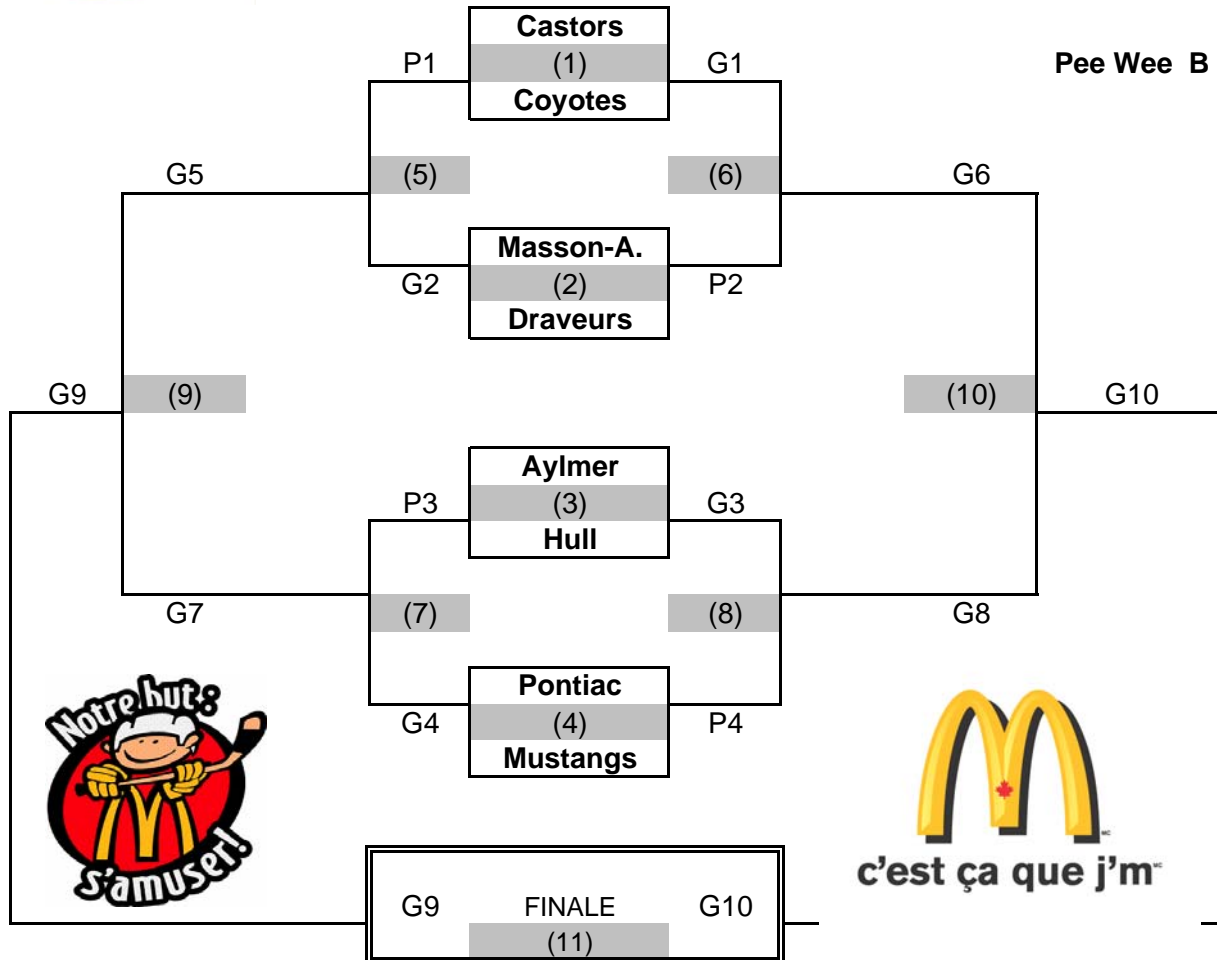 Castors
P1 (1) G1 Pee Wee B
Coyotes
G5 (5) (6) G6
Masson-A.
G2 (2) P2
Draveurs
G9 (9) (10) G10
Aylmer
P3 (3) G3
Hull
G7 (7) (8) G8
Pontiac
G4 (4) P4
Mustangs
Notre but :
s'amuser!
c'est ça que j'm MC
G9 FINALE G10
(11)